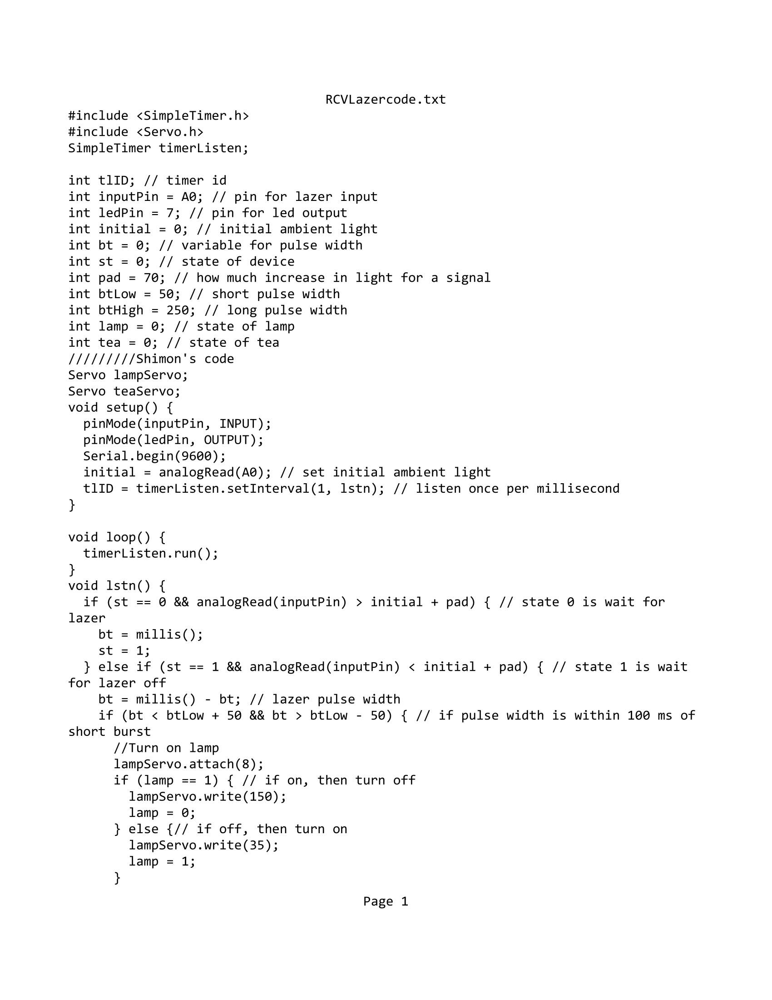 RCVLazercode.txt
#include <SimpleTimer.h>
#include <Servo.h>
SimpleTimer timerListen;

int tlID; // timer id
int inputPin = A0; // pin for lazer input
int ledPin = 7; // pin for led output
int initial = 0; // initial ambient light
int bt = 0; // variable for pulse width
int st = 0; // state of device
int pad = 70; // how much increase in light for a signal
int btLow = 50; // short pulse width
int btHigh = 250; // long pulse width
int lamp = 0; // state of lamp
int tea = 0; // state of tea
/////////Shimon's code
Servo lampServo;
Servo teaServo;
void setup() {
  pinMode(inputPin, INPUT);
  pinMode(ledPin, OUTPUT);
  Serial.begin(9600);
  initial = analogRead(A0); // set initial ambient light
  tlID = timerListen.setInterval(1, lstn); // listen once per millisecond
}

void loop() {
  timerListen.run();
}
void lstn() {
  if (st == 0 && analogRead(inputPin) > initial + pad) { // state 0 is wait for
lazer
    bt = millis();
    st = 1;
  } else if (st == 1 && analogRead(inputPin) < initial + pad) { // state 1 is wait
for lazer off
    bt = millis() - bt; // lazer pulse width
    if (bt < btLow + 50 && bt > btLow - 50) { // if pulse width is within 100 ms of
short burst
      //Turn on lamp
      lampServo.attach(8);
      if (lamp == 1) { // if on, then turn off
        lampServo.write(150);
        lamp = 0;
      } else {// if off, then turn on
        lampServo.write(35);
        lamp = 1;
      }
Page 1